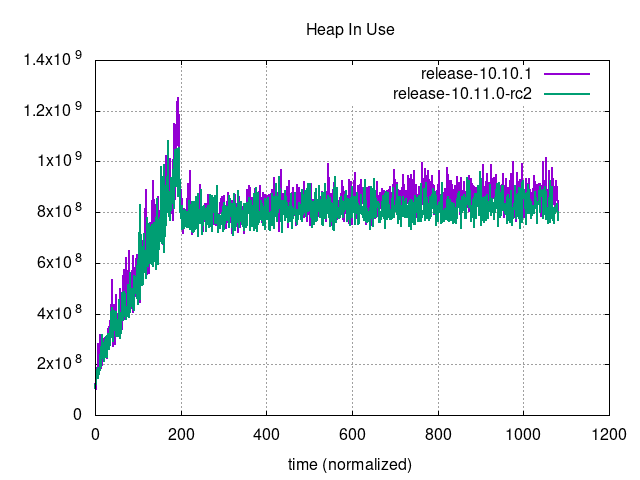 Heap In Use
release-10.10.1
release-10.11.0-rc2
1.4x10^9
1.2x10^9
1x10^9
8x10^8
6x10^8
4x10^8
2x10^8
0
0 200 400 600 800 1000 1200
time (normalized)